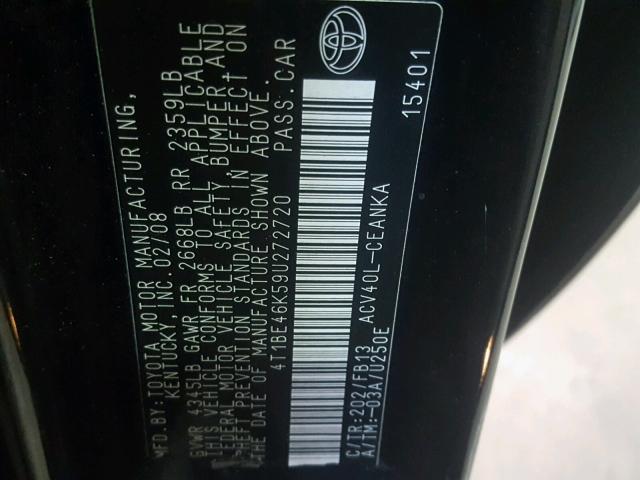 MFD.BY:TOYOTA MOTOR MANUFACTURING,
KENTUCKY, INC. 02/08
GVWR 4345LB GAWR FR 2668LB RR 2359LB
THIS VEHICLE CONFORMS TO ALL APPLICABLE
FEDERAL MOTOR VEHICLE SAFETY, BUMPER, AND
THEFT PREVENTION STANDARDS IN EFFECT ON
THE DATE OF MANUFACTURE SHOWN ABOVE.
4T1BE46K59U272720 PASS.CAR
C/TR:202/FB13 ACV40L-CEANKA
A/TM:-03A/U250E
15401